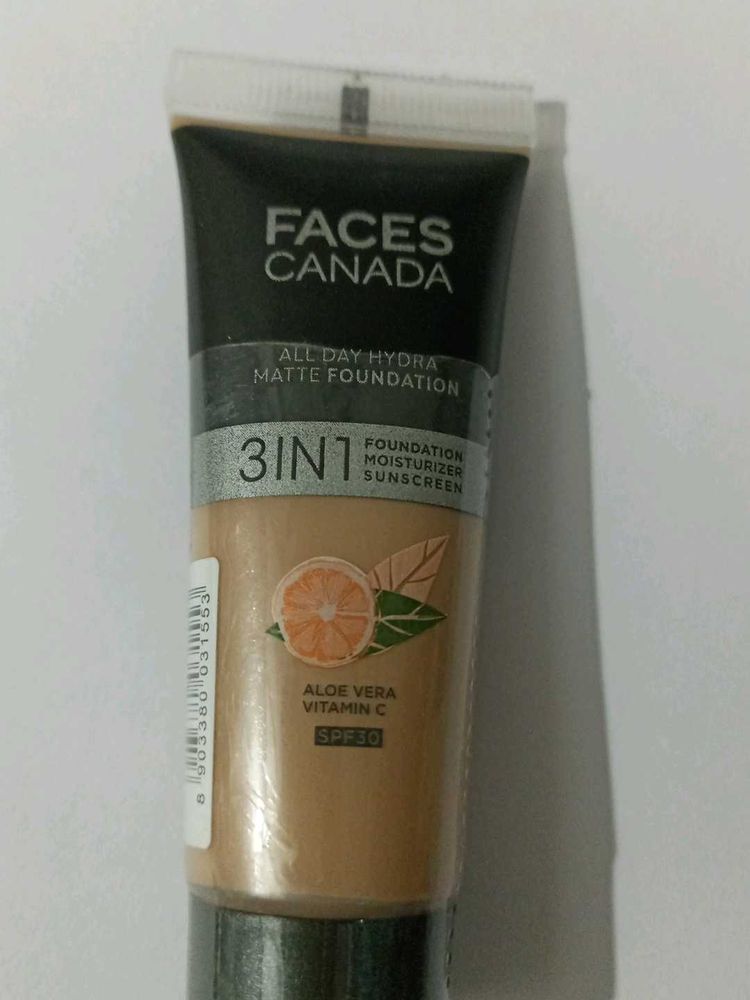 FACES
CANADA
ALL DAY HYDRA
MATTE FOUNDATION
3IN1
FOUNDATION
MOISTURIZER
SUNSCREEN
ALOE VERA
VITAMIN C
SPF30
8 903380 031553